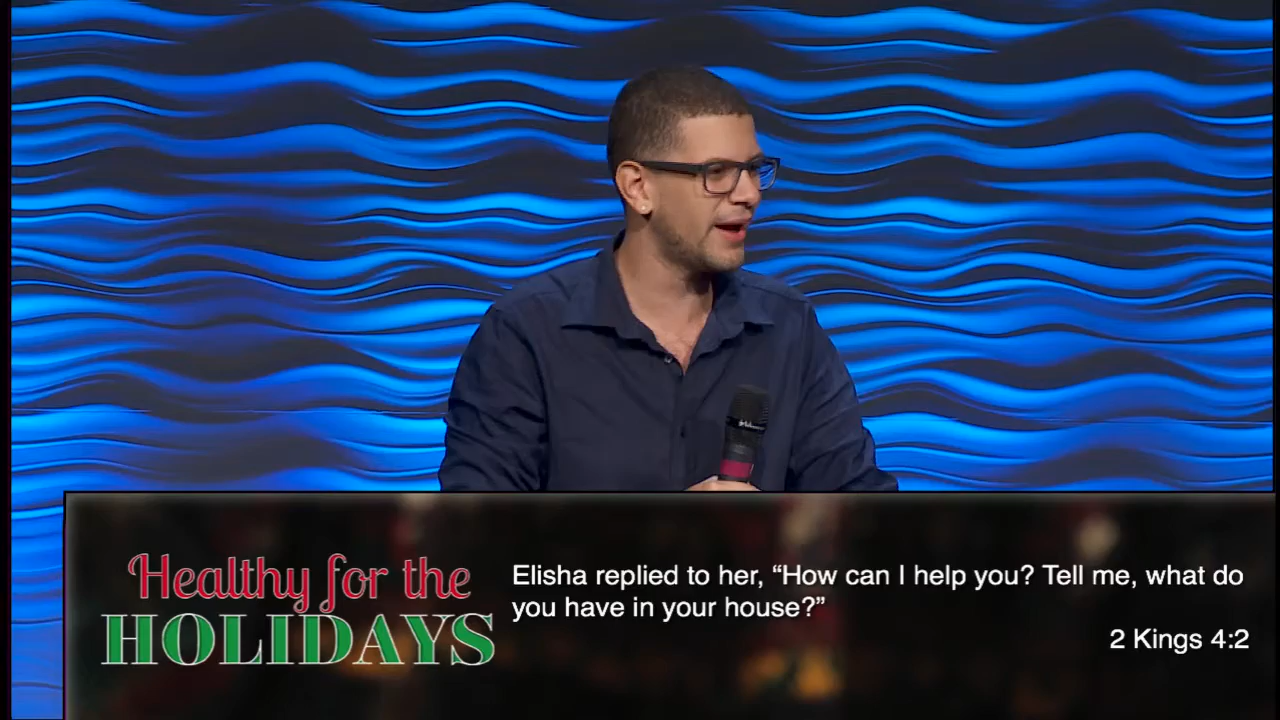 Healthy for the
HOLIDAYS
Elisha replied to her, “How can I help you? Tell me, what do
you have in your house?”
2 Kings 4:2